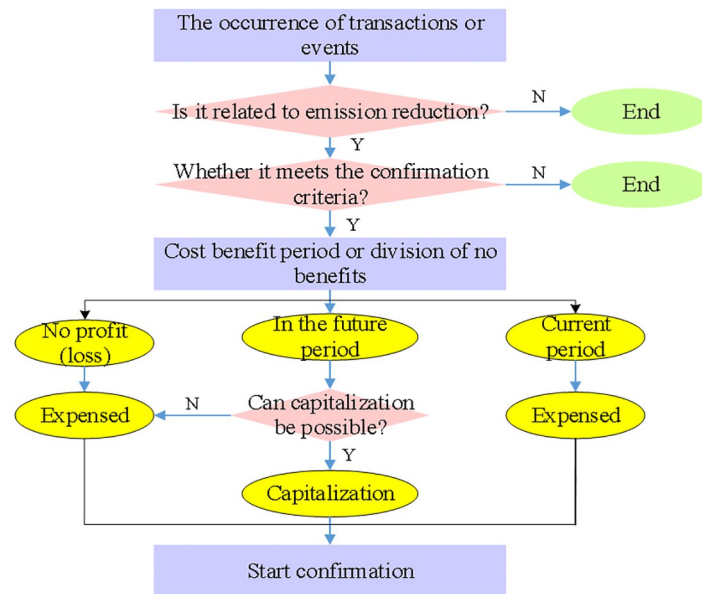 The occurrence of transactions or
events
Is it related to emission reduction?
N
End
Y
Whether it meets the confirmation
criteria?
N
End
Y
Cost benefit period or division of no
benefits
No profit
(loss)
In the future
period
Current
period
Expensed
N
Can capitalization
be possible?
Expensed
Y
Capitalization
Start confirmation